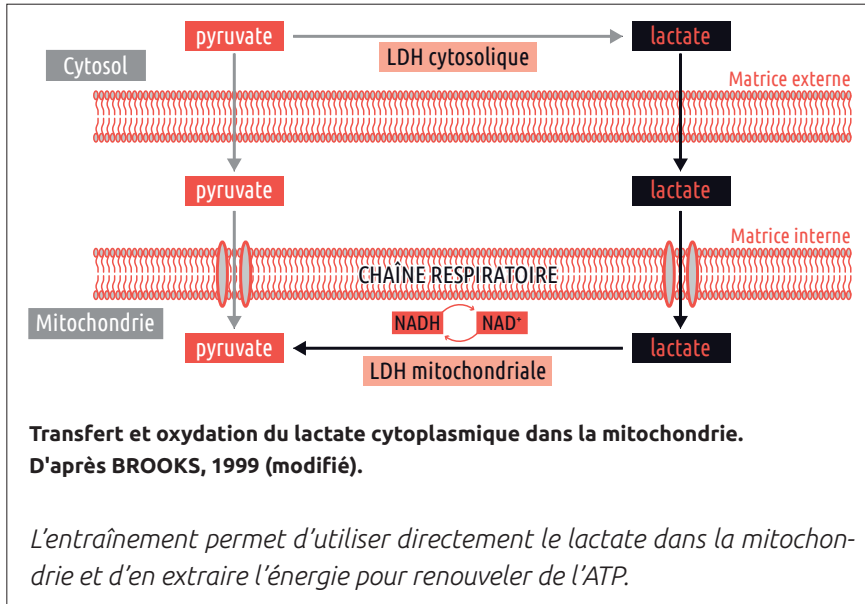 pyruvate
lactate
LDH cytosolique
Cytosol
Matrice externe
pyruvate
lactate
Matrice interne
CHAÎNE RESPIRATOIRE
Mitochondrie
NADH
NAD⁺
pyruvate
lactate
LDH mitochondriale
Transfert et oxydation du lactate cytoplasmique dans la mitochondrie.
D'après BROOKS, 1999 (modifié).
L'entraînement permet d'utiliser directement le lactate dans la mitochon-
drie et d'en extraire l'énergie pour renouveler de l'ATP.